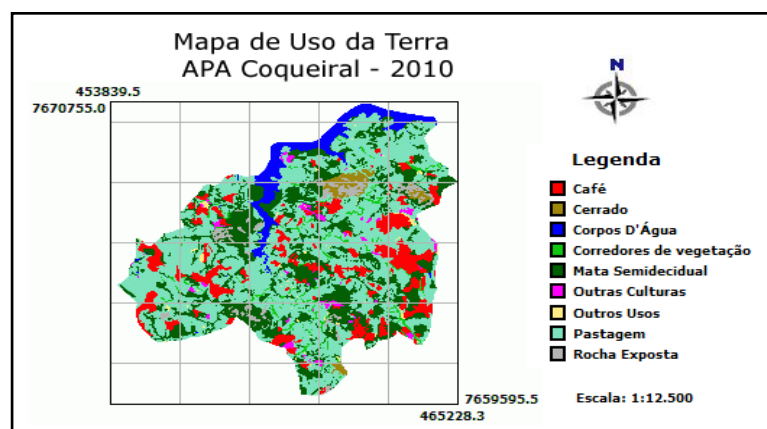 Mapa de Uso da Terra
APA Coqueiral - 2010
453839.5
7670755.0
N
Legenda
Café
Cerrado
Corpos D'Água
Corredores de vegetação
Mata Semidecidual
Outras Culturas
Outros Usos
Pastagem
Rocha Exposta
7659595.5
465228.3
Escala: 1:12.500